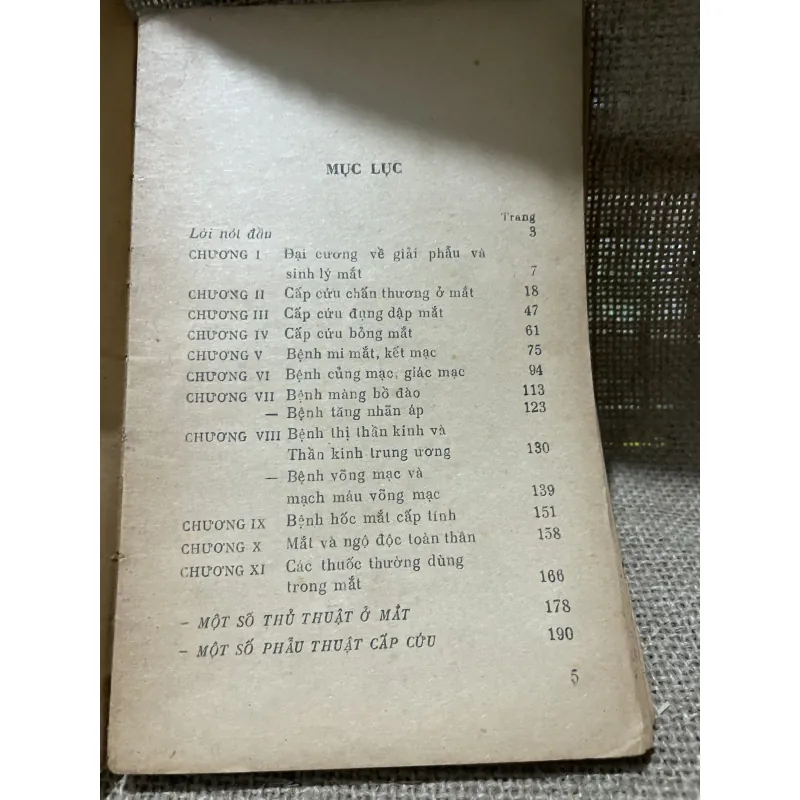 MỤC LỤC
Trang
Lời nói đầu 3
CHƯƠNG I Đại cương về giải phẫu và
sinh lý mắt 7
CHƯƠNG II Cấp cứu chấn thương ở mắt 18
CHƯƠNG III Cấp cứu đụng dập mắt 47
CHƯƠNG IV Cấp cứu bỏng mắt 61
CHƯƠNG V Bệnh mi mắt, kết mạc 75
CHƯƠNG VI Bệnh củng mạc, giác mạc 94
CHƯƠNG VII Bệnh màng bồ đào 113
— Bệnh tăng nhãn áp 123
CHƯƠNG VIII Bệnh thị thần kinh và
Thần kinh trung ương 130
— Bệnh võng mạc và
mạch máu võng mạc 139
CHƯƠNG IX Bệnh hốc mắt cấp tính 151
CHƯƠNG X Mắt và ngộ độc toàn thân 158
CHƯƠNG XI Các thuốc thường dùng
trong mắt 166
- MỘT SỐ THỦ THUẬT Ở MẮT 178
- MỘT SỐ PHẪU THUẬT CẤP CỨU 190
5